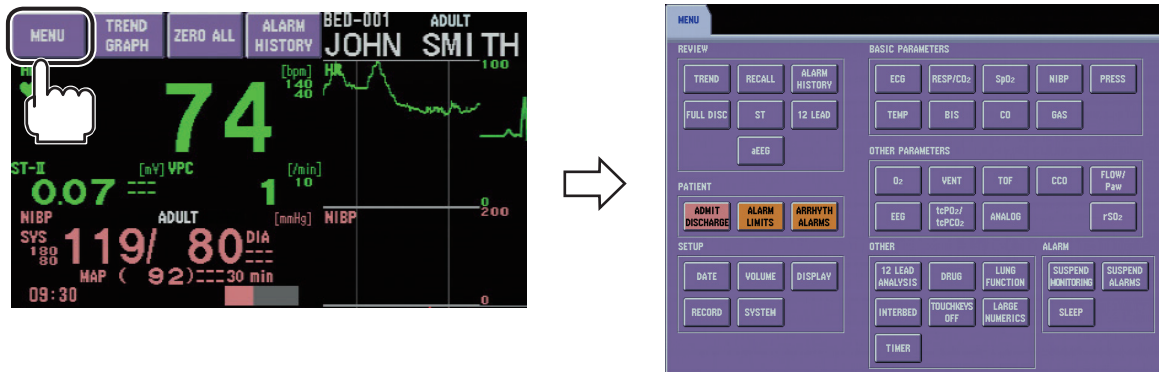 MENU TREND GRAPH ZERO ALL ALARM HISTORY BED-001 ADULT
JOHN SMITH
HR [bpm] HR 100
140
40
74
ST-II [mV] VPC [/min]
0.07 --- 1 10
0
NIBP ADULT [mmHg] NIBP 200
SYS 119/ 80 DIA
180
80
MAP ( 92)---30 min
09:30
0
MENU
REVIEW
TREND RECALL ALARM HISTORY
FULL DISC ST 12 LEAD
aEEG
PATIENT
ADMIT DISCHARGE ALARM LIMITS ARRHYTH ALARMS
SETUP
DATE VOLUME DISPLAY
RECORD SYSTEM
BASIC PARAMETERS
ECG RESP/CO2 SpO2 NIBP PRESS
TEMP BIS CO GAS
OTHER PARAMETERS
O2 VENT TOF CCO FLOW/Paw
EEG tcPO2/tcPCO2 ANALOG rSO2
OTHER
12 LEAD ANALYSIS DRUG LUNG FUNCTION
INTERBED TOUCHKEYS OFF LARGE NUMERICS
TIMER
ALARM
SUSPEND MONITORING SUSPEND ALARMS
SLEEP